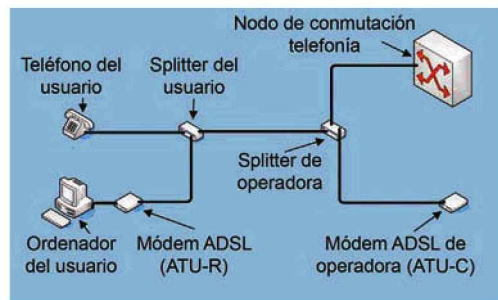 Nodo de conmutación
telefonía
Teléfono del
usuario
Splitter del
usuario
Splitter de
operadora
Ordenador
del usuario
Módem ADSL
(ATU-R)
Módem ADSL de
operadora (ATU-C)